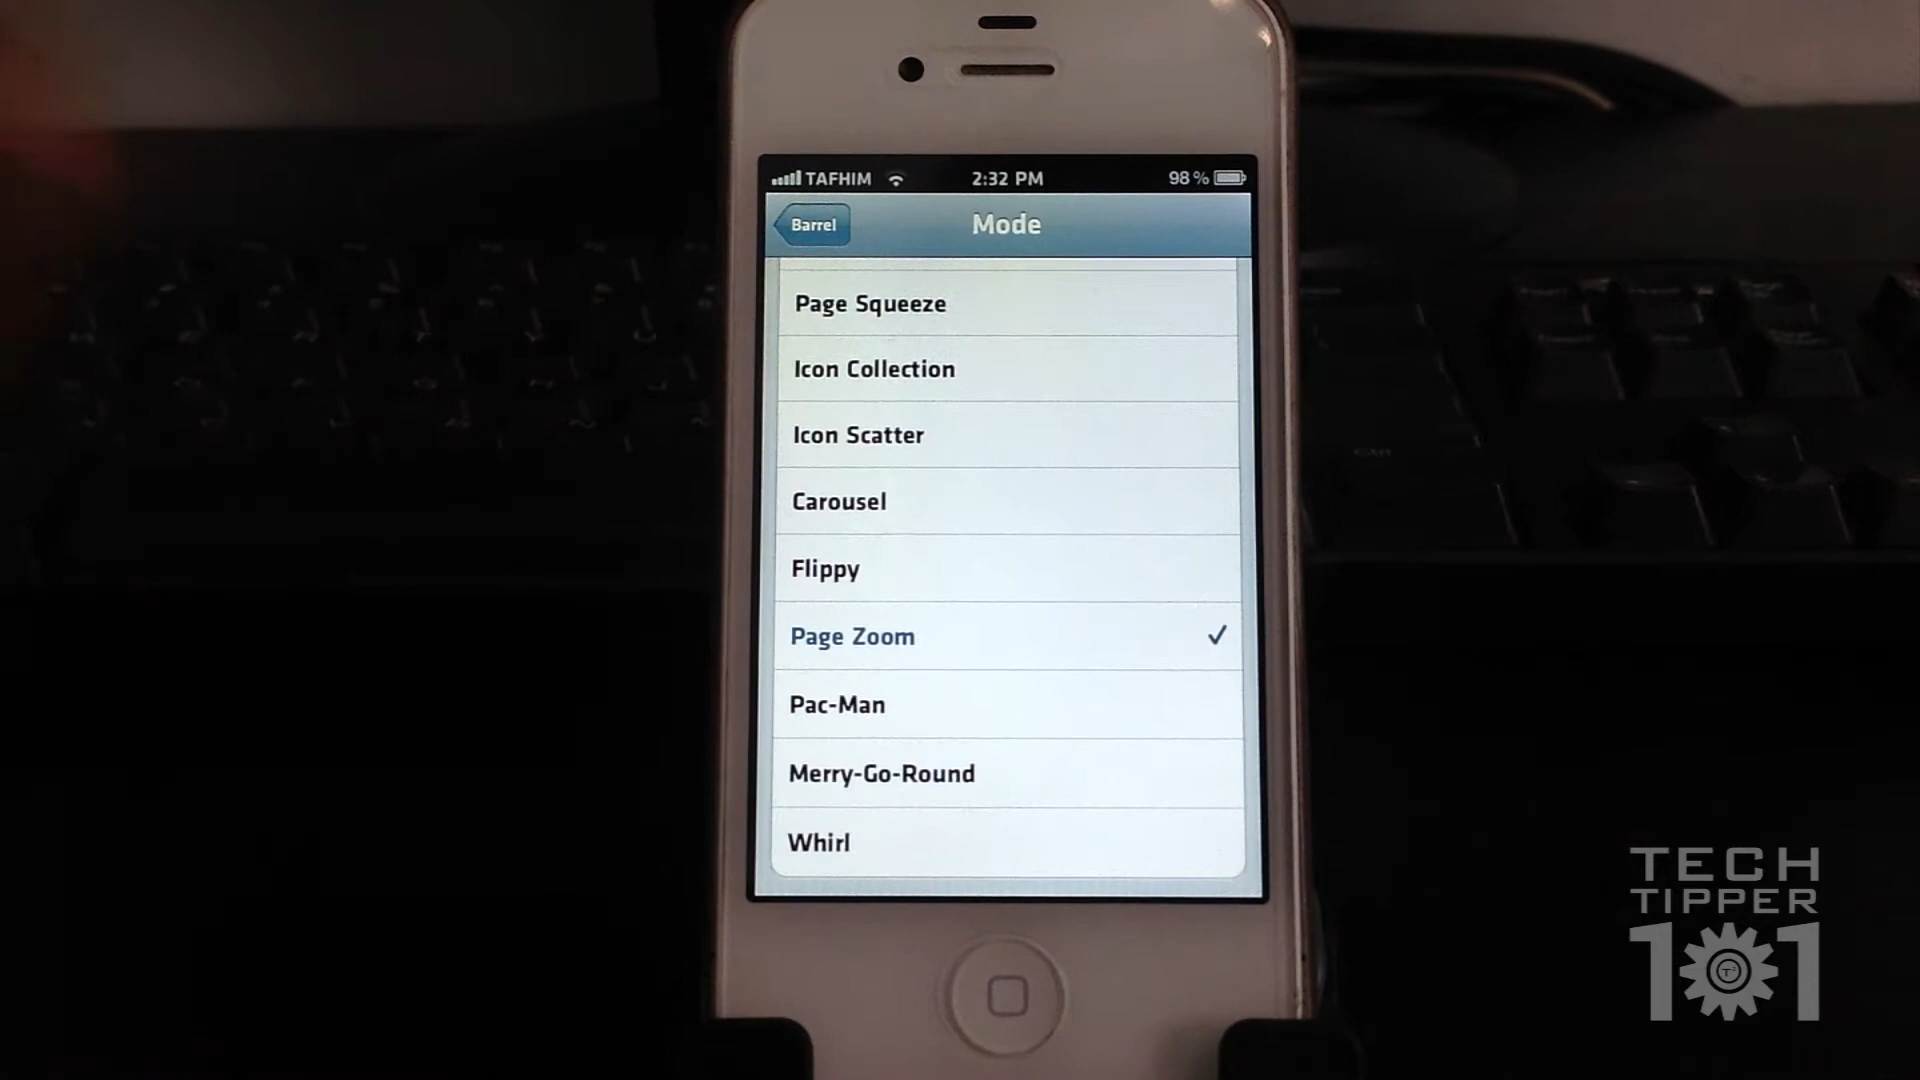 TAFHIM 2:32 PM 98%
Barrel Mode
Page Squeeze
Icon Collection
Icon Scatter
Carousel
Flippy
Page Zoom
Pac-Man
Merry-Go-Round
Whirl
TECH
TIPPER
101